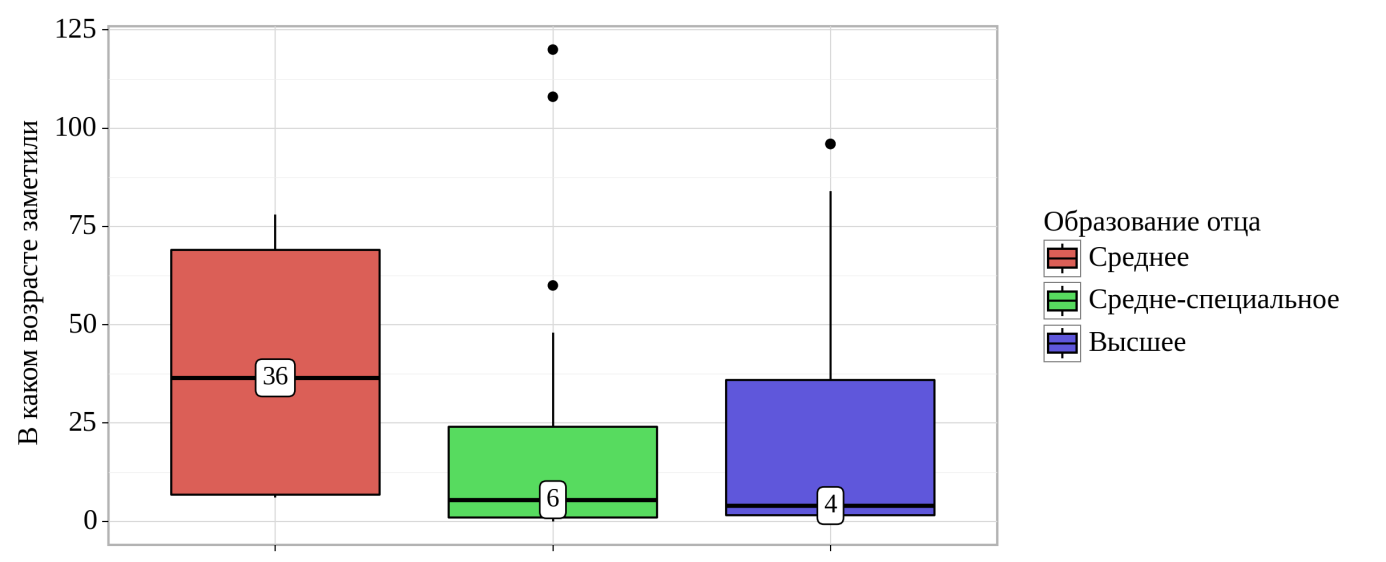 В каком возрасте заметили
125
100
75
50
25
0
36
6
4
Образование отца
Среднее
Средне-специальное
Высшее